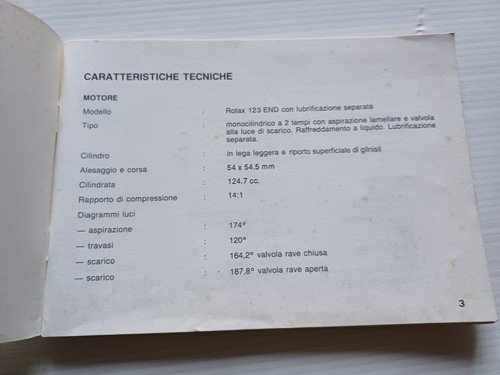 CARATTERISTICHE TECNICHE
MOTORE
Modello : Rotax 123 END con lubrificazione separata
Tipo : monocilindrico a 2 tempi con aspirazione lamellare e valvola
alla luce di scarico. Raffreddamento a liquido. Lubrificazione
separata.
Cilindro : in lega leggera e riporto superficiale di glinisil
Alesaggio e corsa : 54 x 54.5 mm
Cilindrata : 124.7 cc.
Rapporto di compressione : 14:1
Diagrammi luci
— aspirazione : 174°
— travasi : 120°
— scarico : 164,2° valvola rave chiusa
— scarico : 187,8° valvola rave aperta
3